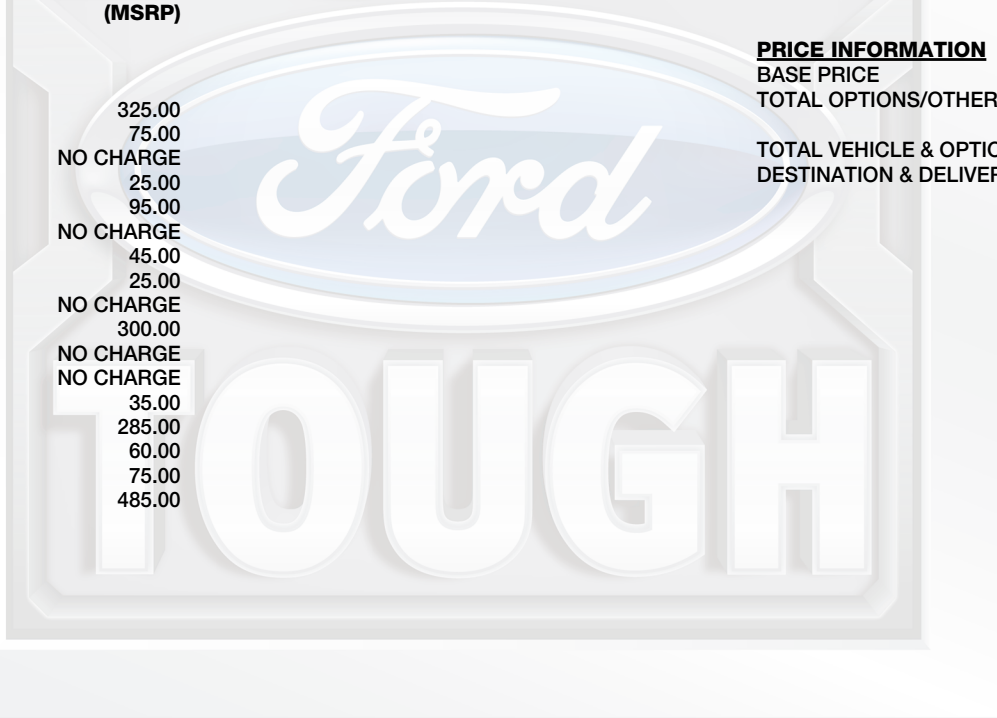 (MSRP)
325.00
75.00
NO CHARGE
25.00
95.00
NO CHARGE
45.00
25.00
NO CHARGE
300.00
NO CHARGE
NO CHARGE
35.00
285.00
60.00
75.00
485.00
PRICE INFORMATION
BASE PRICE
TOTAL OPTIONS/OTHER
TOTAL VEHICLE & OPTIO
DESTINATION & DELIVER
Ford
TOUGH